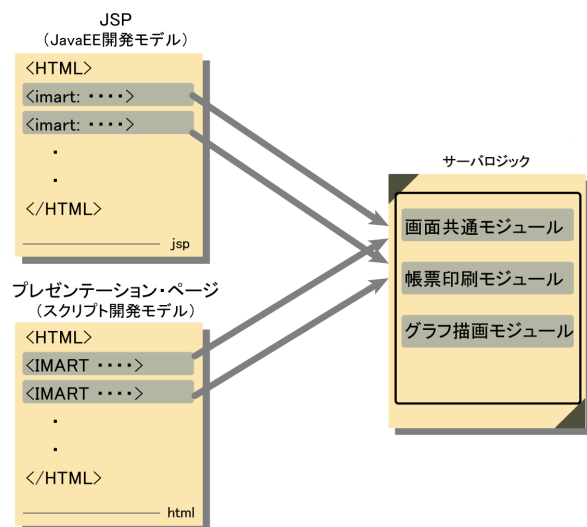 JSP
（JavaEE開発モデル）
<HTML>
<imart: ････>
<imart: ････>
・
・
</HTML>
jsp
プレゼンテーション・ページ
（スクリプト開発モデル）
<HTML>
<IMART ････>
<IMART ････>
・
・
</HTML>
html
サーバロジック
画面共通モジュール
帳票印刷モジュール
グラフ描画モジュール